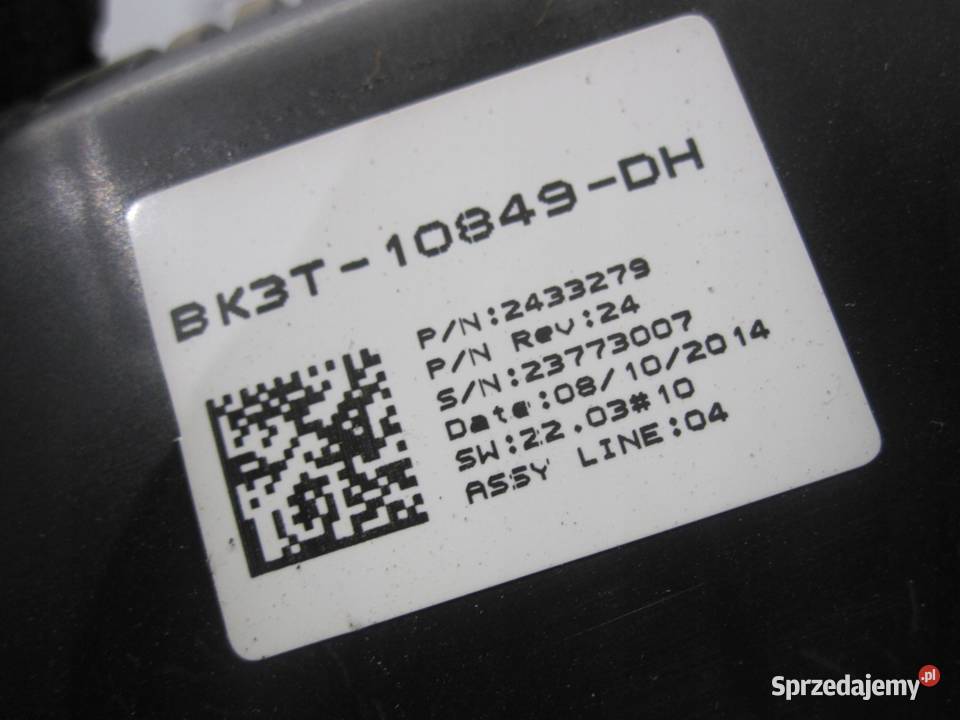 BK3T-10849-DH
P/N:2433279
P/N Rev:24
S/N:23773007
Date:08/10/2014
SW:22.03#10
ASSY LINE:04
Sprzedajemy.pl